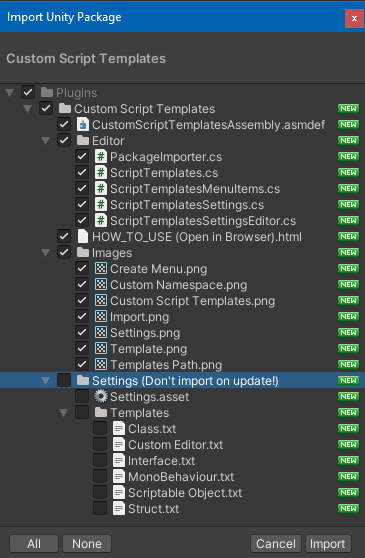 Import Unity Package
x
Custom Script Templates
Plugins
Custom Script Templates NEW
CustomScriptTemplatesAssembly.asmdef NEW
Editor NEW
# PackageImporter.cs NEW
# ScriptTemplates.cs NEW
# ScriptTemplatesMenuItems.cs NEW
# ScriptTemplatesSettings.cs NEW
# ScriptTemplatesSettingsEditor.cs NEW
HOW_TO_USE (Open in Browser).html NEW
Images NEW
Create Menu.png NEW
Custom Namespace.png NEW
Custom Script Templates.png NEW
Import.png NEW
Settings.png NEW
Template.png NEW
Templates Path.png NEW
Settings (Don't import on update!) NEW
Settings.asset NEW
Templates NEW
Class.txt NEW
Custom Editor.txt NEW
Interface.txt NEW
MonoBehaviour.txt NEW
Scriptable Object.txt NEW
Struct.txt NEW
All None Cancel Import